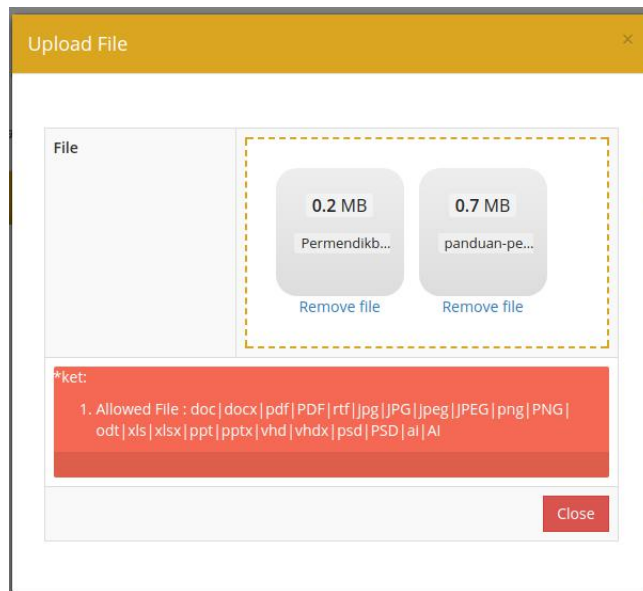 Upload File
×
File
0.2 MB
0.7 MB
Permendikb...
panduan-pe...
Remove file
Remove file
*ket:
1. Allowed File : doc|docx|pdf|PDF|rtf|jpg|JPG|jpeg|JPEG|png|PNG|
odt|xls|xlsx|ppt|pptx|vhd|vhdx|psd|PSD|ai|AI
Close